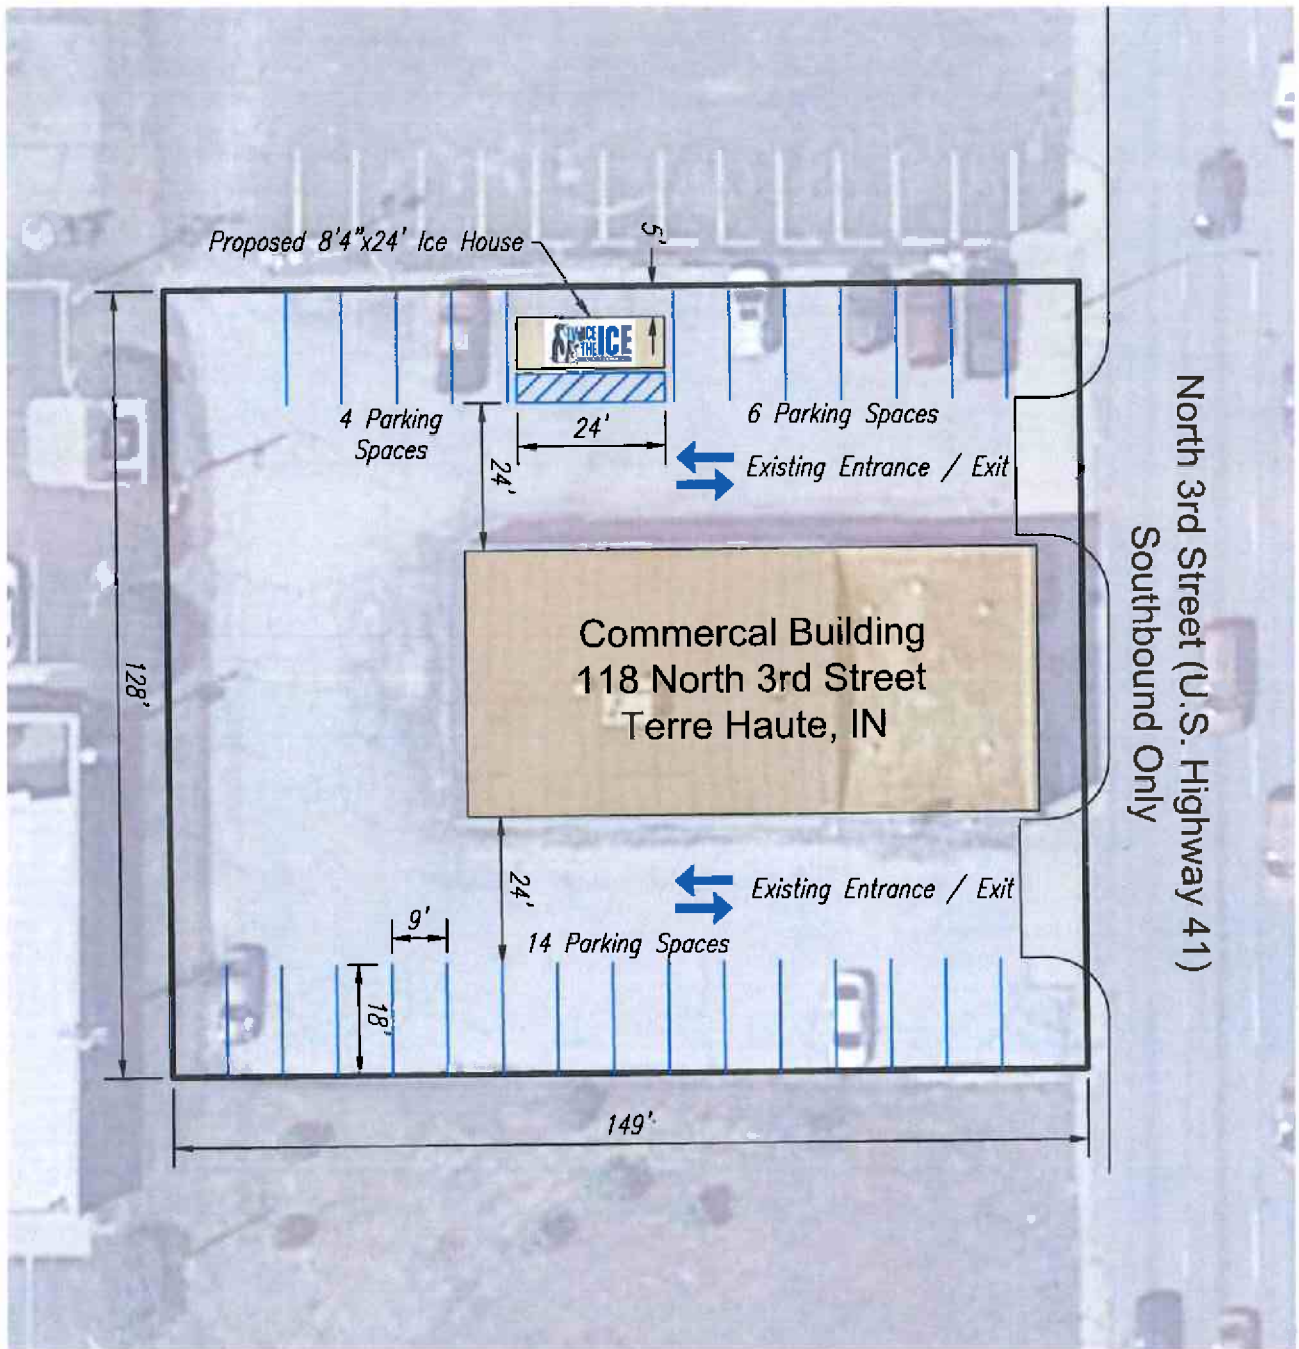 Proposed 8'4"x24' Ice House
5'
TWICE
THE ICE
4 Parking
Spaces
24'
6 Parking Spaces
24'
Existing Entrance / Exit
North 3rd Street (U.S. Highway 41)
Southbound Only
Commercal Building
118 North 3rd Street
Terre Haute, IN
128'
24'
Existing Entrance / Exit
9'
14 Parking Spaces
18'
149'